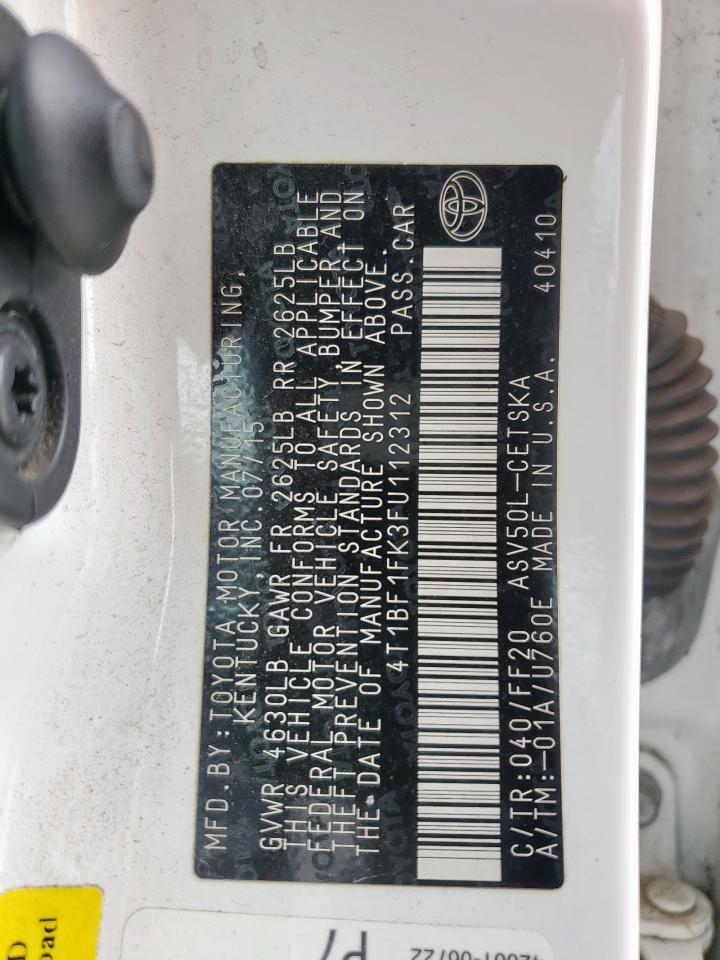 MFD.BY:TOYOTA MOTOR MANUFACTURING,
KENTUCKY, INC. 07/15
GVWR 4630LB GAWR FR 2625LB RR 2625LB
THIS VEHICLE CONFORMS TO ALL APPLICABLE
FEDERAL MOTOR VEHICLE SAFETY, BUMPER, AND
THEFT PREVENTION STANDARDS IN EFFECT ON
THE DATE OF MANUFACTURE SHOWN ABOVE.
4T1BF1FK3FU112312 PASS.CAR
C/TR:040/FF20 ASV50L-CETSKA
A/TM:-01A/U760E MADE IN U.S.A. 40410
oad